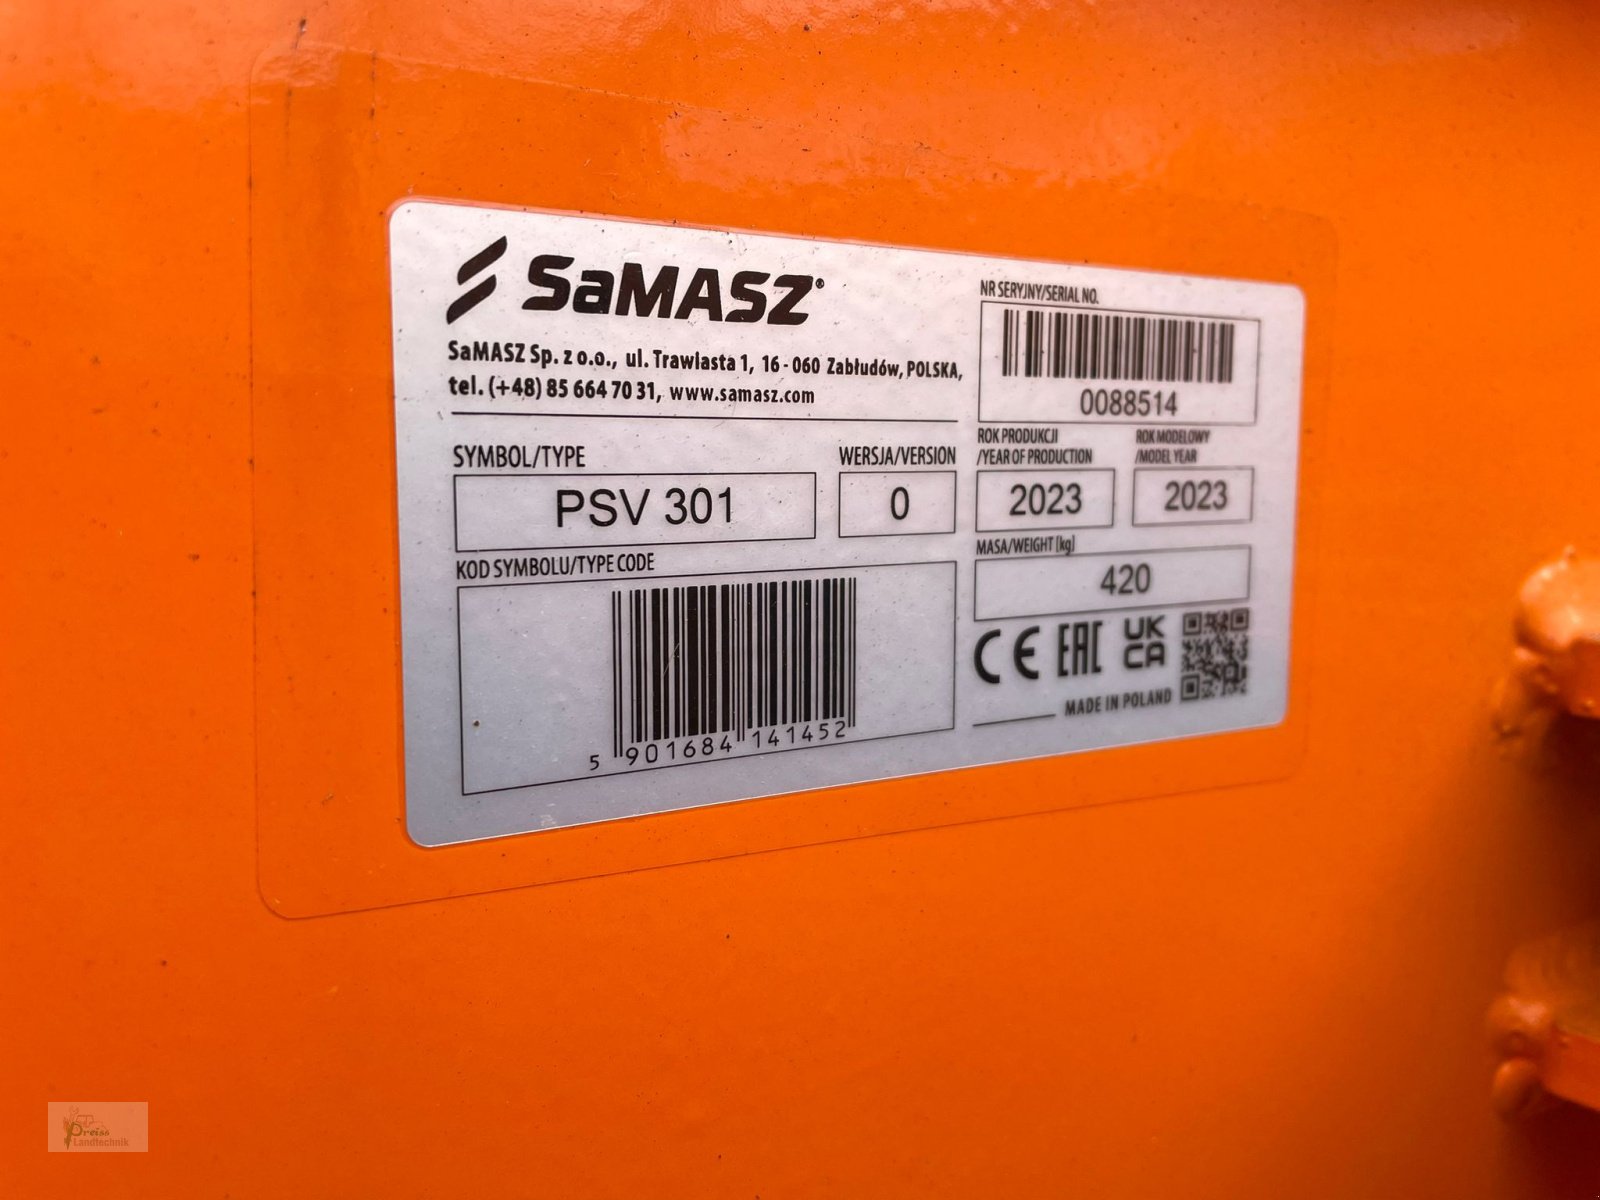 SaMASZ®
SaMASZ Sp. z o.o., ul. Trawiasta 1, 16 - 060 Zabłudów, POLSKA,
tel. (+48) 85 664 70 31, www.samasz.com
SYMBOL/TYPE
PSV 301
WERSJA/VERSION
0
KOD SYMBOLU/TYPE CODE
5 901684 141452
NR SERYJNY/SERIAL NO.
0088514
ROK PRODUKCJI
/YEAR OF PRODUCTION
2023
ROK MODELOWY
/MODEL YEAR
2023
MASA/WEIGHT [kg]
420
CE EAC UK
CA
MADE IN POLAND
Preiss
Landtechnik